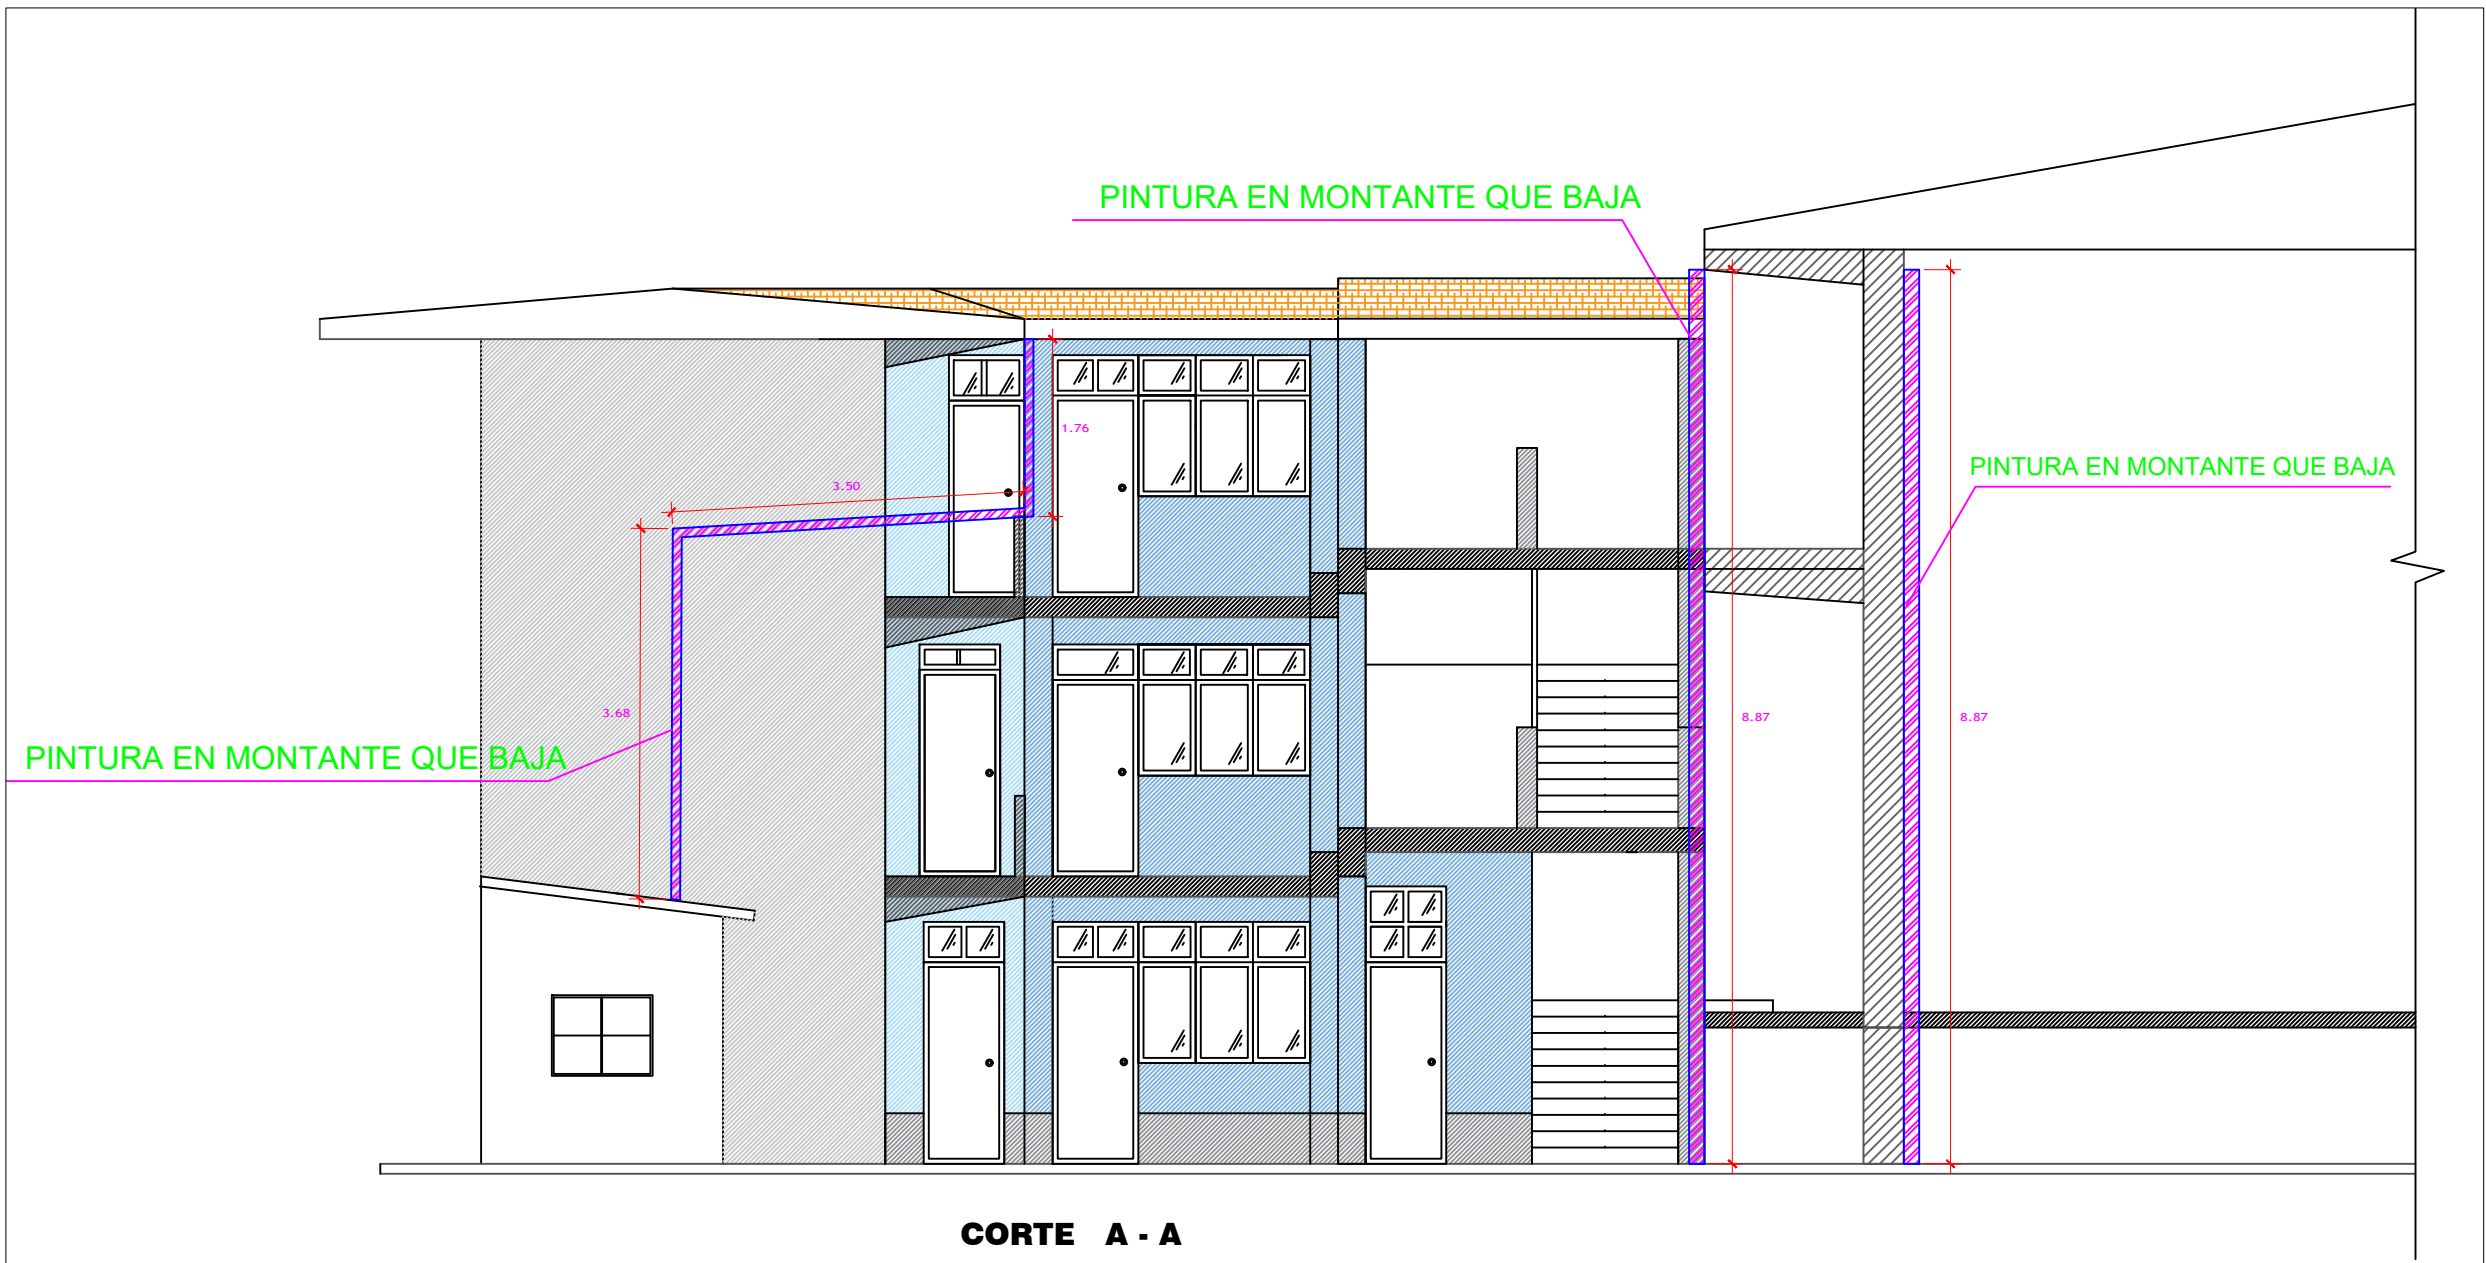 PINTURA EN MONTANTE QUE BAJA
1.76
PINTURA EN MONTANTE QUE BAJA
3.50
3.68
8.87
8.87
PINTURA EN MONTANTE QUE BAJA
CORTE A - A